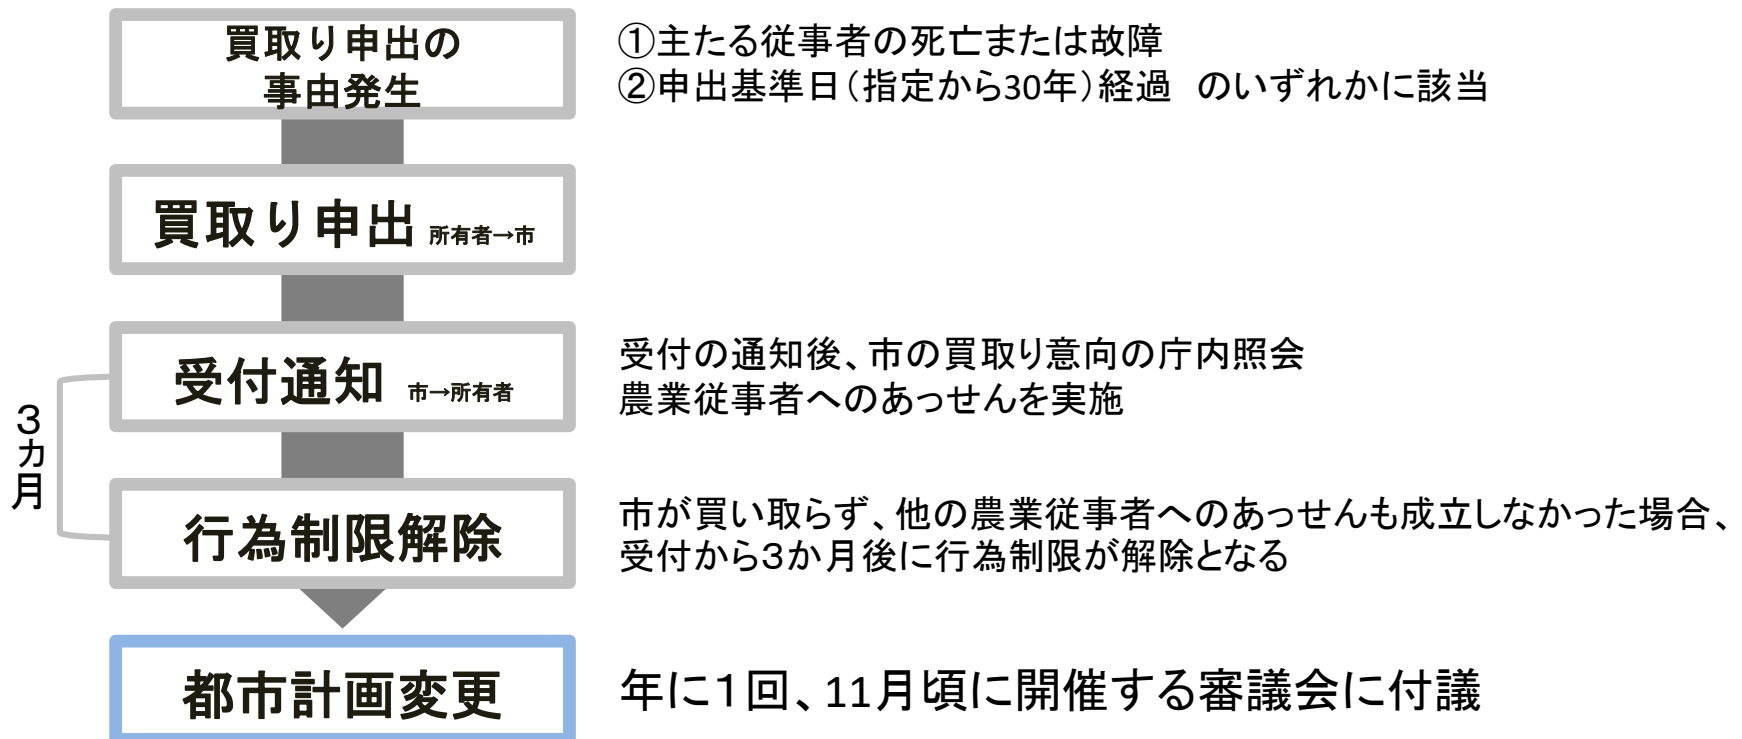 買取り申出の
事由発生
①主たる従事者の死亡または故障
②申出基準日(指定から30年)経過 のいずれかに該当
買取り申出 所有者→市
受付通知 市→所有者
受付の通知後、市の買取り意向の庁内照会
農業従事者へのあっせんを実施
3カ月
行為制限解除
市が買い取らず、他の農業従事者へのあっせんも成立しなかった場合、
受付から3か月後に行為制限が解除となる
都市計画変更
年に1回、11月頃に開催する審議会に付議